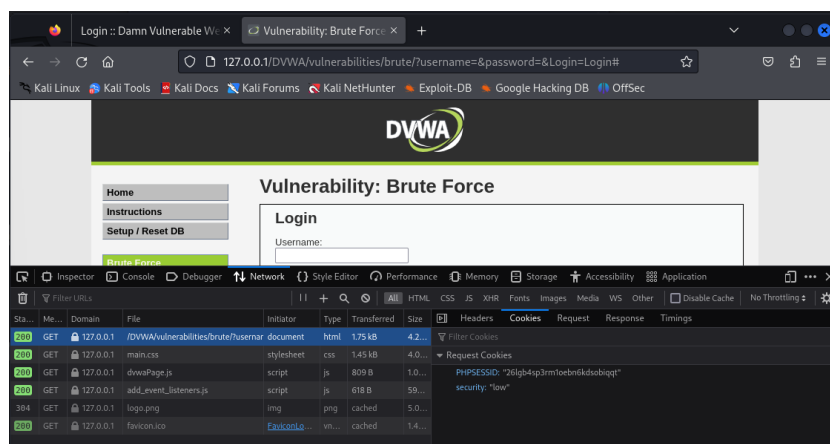 Login :: Damn Vulnerable We × Vulnerability: Brute Force × +
127.0.0.1/DVWA/vulnerabilities/brute/?username=&password=&Login=Login#
Kali Linux Kali Tools Kali Docs Kali Forums Kali NetHunter Exploit-DB Google Hacking DB OffSec
DVWA
Home
Instructions
Setup / Reset DB
Brute Force
Vulnerability: Brute Force
Login
Username:
Inspector Console Debugger Network {} Style Editor Performance Memory Storage Accessibility Application
Filter URLs All HTML CSS JS XHR Fonts Images Media WS Other Disable Cache No Throttling
Sta... Me... Domain File Initiator Type Transferred Size Headers Cookies Request Response Timings
200 GET 127.0.0.1 /DVWA/vulnerabilities/brute/?usernar document html 1.75 kB 4.2...
200 GET 127.0.0.1 main.css stylesheet css 1.45 kB 4.0...
200 GET 127.0.0.1 dvwaPage.js script js 809 B 1.0...
200 GET 127.0.0.1 add_event_listeners.js script js 618 B 59...
304 GET 127.0.0.1 logo.png img png cached 5.0...
200 GET 127.0.0.1 favicon.ico FaviconLo... vn... cached 1.4...
Filter Cookies
Request Cookies
PHPSESSID: "26lgb4sp3rm1oebn6kdsobiqqt"
security: "low"